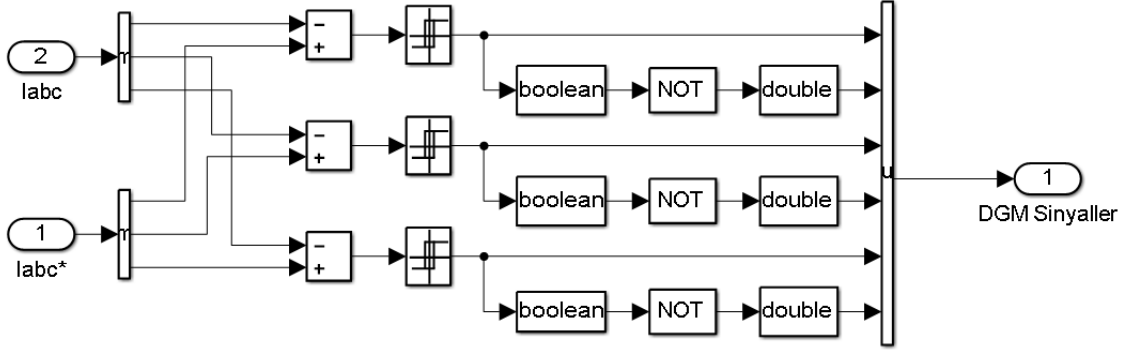 2
Iabc
−
+
boolean
NOT
double
−
+
boolean
NOT
double
1
Iabc*
−
+
boolean
NOT
double
1
DGM Sinyaller